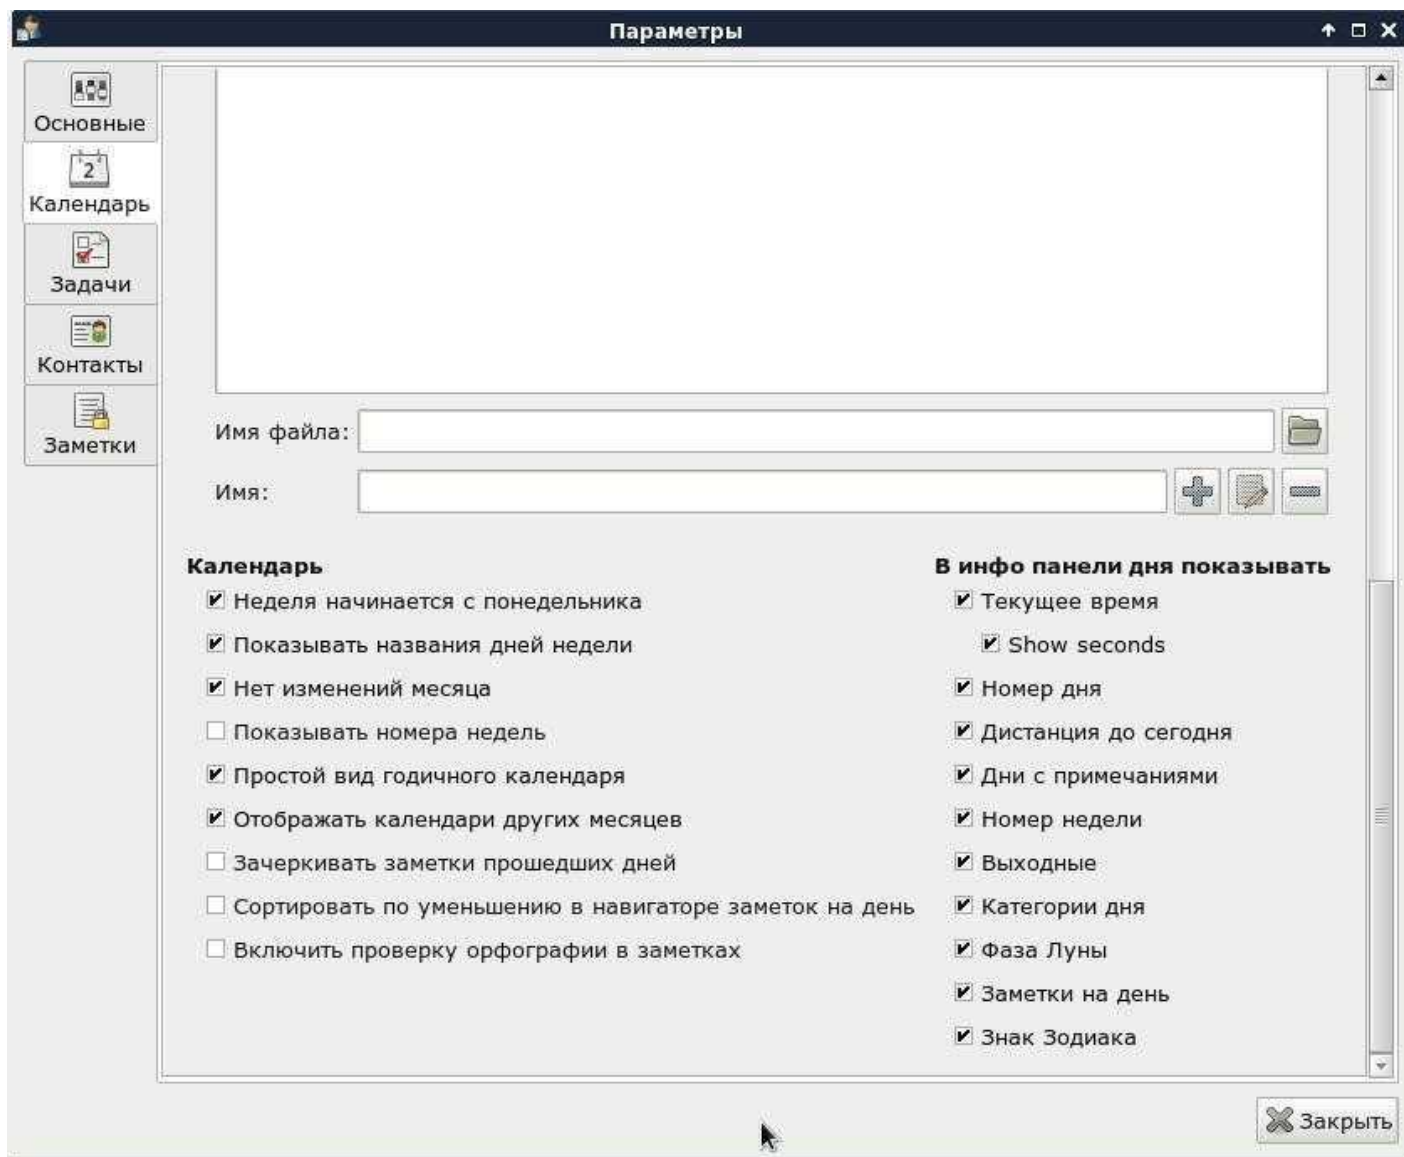 Параметры
Основные
2
Календарь
Задачи
Контакты
Заметки
Имя файла:
Имя:
Календарь
Неделя начинается с понедельника
Показывать названия дней недели
Нет изменений месяца
Показывать номера недель
Простой вид годичного календаря
Отображать календари других месяцев
Зачеркивать заметки прошедших дней
Сортировать по уменьшению в навигаторе заметок на день
Включить проверку орфографии в заметках
В инфо панели дня показывать
Текущее время
Show seconds
Номер дня
Дистанция до сегодня
Дни с примечаниями
Номер недели
Выходные
Категории дня
Фаза Луны
Заметки на день
Знак Зодиака
Закрыть